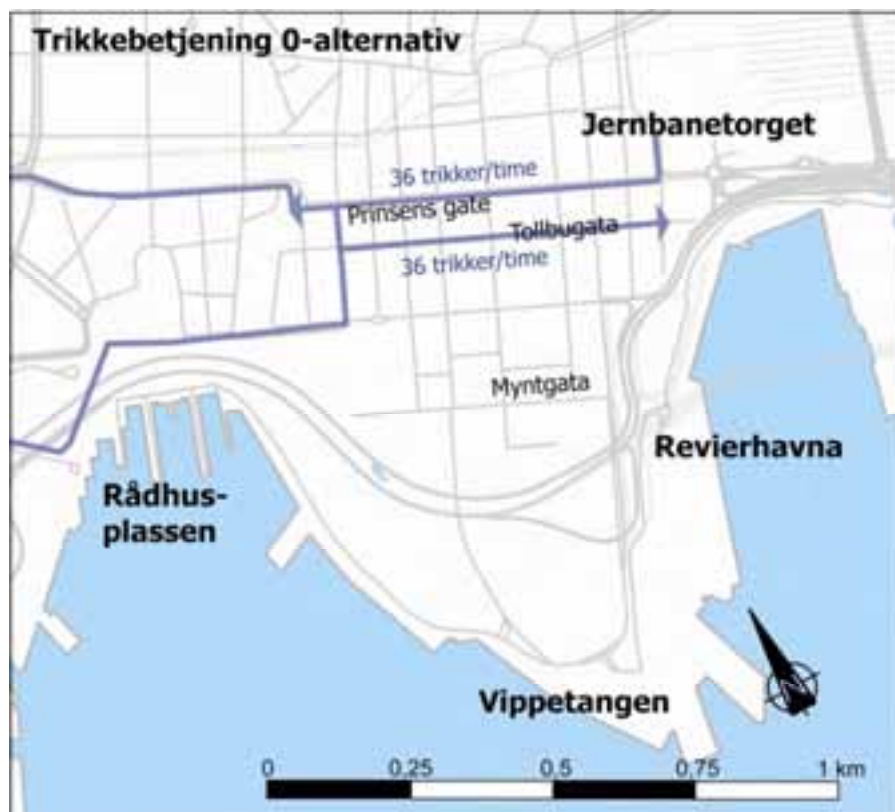 Trikkebetjening 0-alternativ
Jernbanetorget
36 trikker/time
Prinsens gate
Tollbugata
36 trikker/time
Myntgata
Revierhavna
Rådhus-
plassen
Vippetangen
N
0 0,25 0,5 0,75 1 km